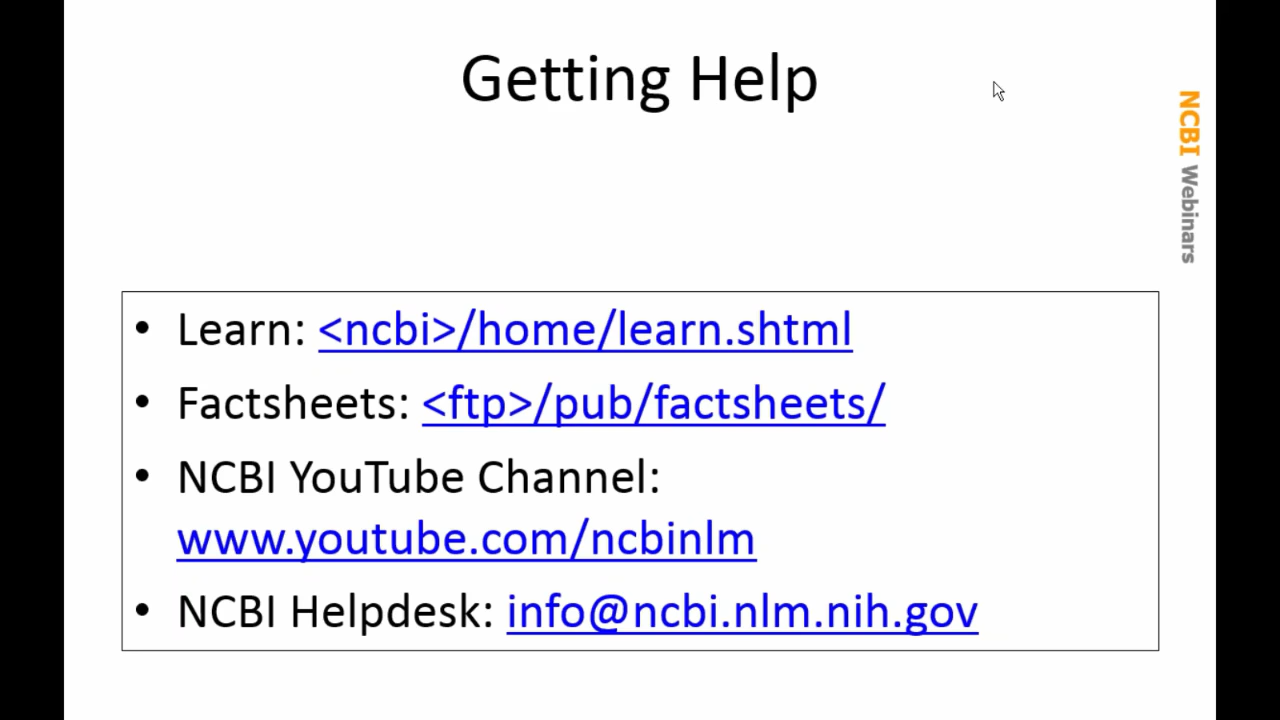 Getting Help
NCBI Webinars
• Learn: <ncbi>/home/learn.shtml
• Factsheets: <ftp>/pub/factsheets/
• NCBI YouTube Channel:
www.youtube.com/ncbinlm
• NCBI Helpdesk: info@ncbi.nlm.nih.gov